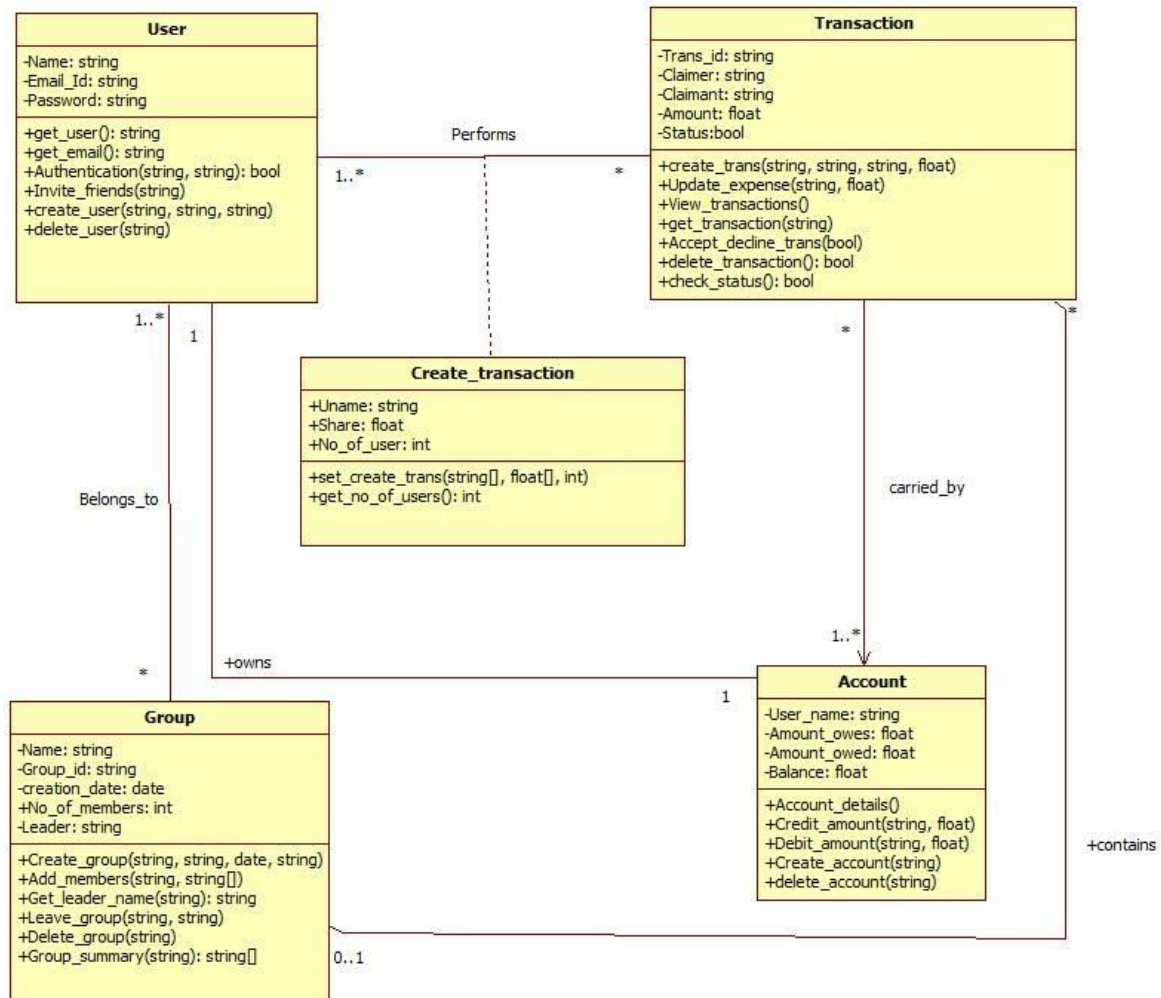 User
-Name: string
-Email_Id: string
-Password: string
+get_user(): string
+get_email(): string
+Authentication(string, string): bool
+Invite_friends(string)
+create_user(string, string, string)
+delete_user(string)
Transaction
-Trans_id: string
-Claimer: string
-Claimant: string
-Amount: float
-Status:bool
+create_trans(string, string, string, float)
+Update_expense(string, float)
+View_transactions()
+get_transaction(string)
+Accept_decline_trans(bool)
+delete_transaction(): bool
+check_status(): bool
Performs
1..*
*
1..*
1
*
*
Create_transaction
+Uname: string
+Share: float
+No_of_user: int
+set_create_trans(string[], float[], int)
+get_no_of_users(): int
Belongs_to
carried_by
1..*
*
+owns
1
Group
-Name: string
-Group_id: string
-creation_date: date
+No_of_members: int
-Leader: string
+Create_group(string, string, date, string)
+Add_members(string, string[])
+Get_leader_name(string): string
+Leave_group(string, string)
+Delete_group(string)
+Group_summary(string): string[]
Account
-User_name: string
-Amount_owes: float
-Amount_owed: float
-Balance: float
+Account_details()
+Credit_amount(string, float)
+Debit_amount(string, float)
+Create_account(string)
+delete_account(string)
+contains
0..1